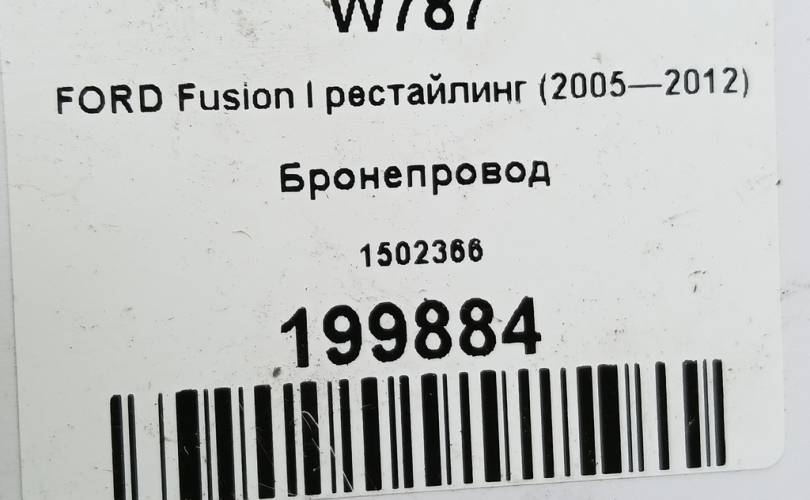 W787
FORD Fusion I рестайлинг (2005—2012)
Бронепровод
1502366
199884